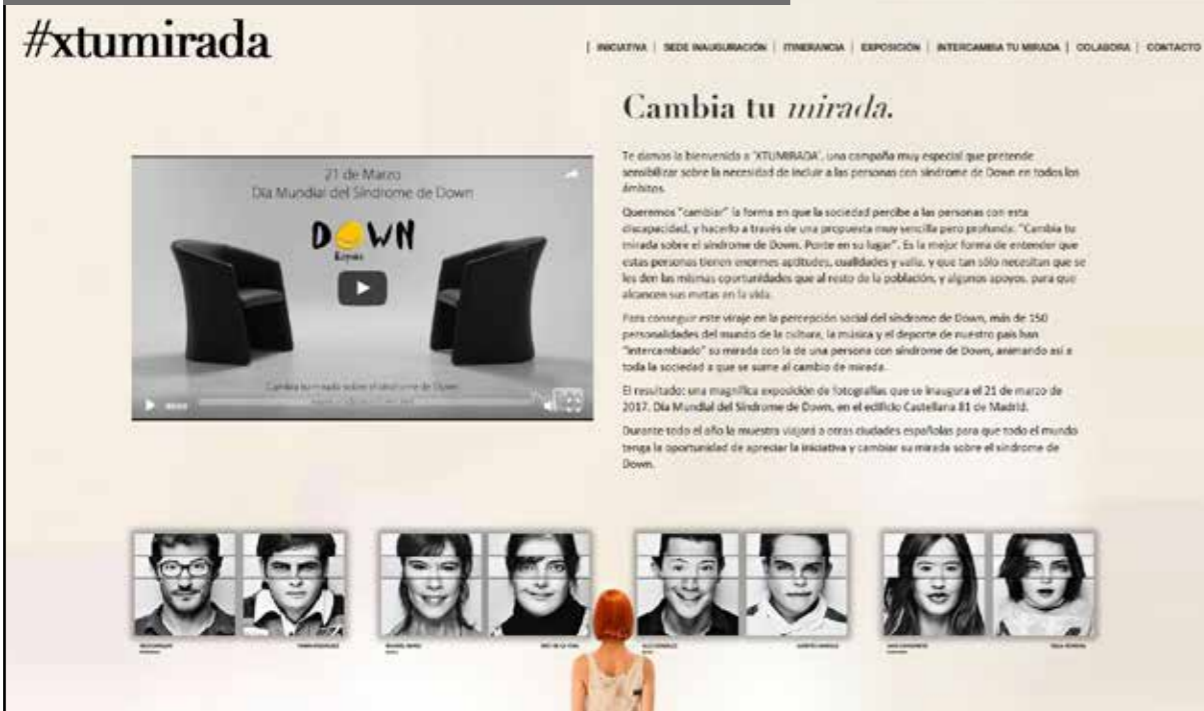 #xtumirada
| INICIATIVA | SEDE INAUGURACIÓN | ITINERANCIA | EXPOSICIÓN | INTERCAMBIA TU MIRADA | COLABORA | CONTACTO
Cambia tu mirada.
Te damos la bienvenida a 'XTUMIRADA', una campaña muy especial que pretende
sensibilizar sobre la necesidad de incluir a las personas con síndrome de Down en todos los
ámbitos.
Queremos "cambiar" la forma en que la sociedad percibe a las personas con esta
discapacidad, y hacerlo a través de una propuesta muy sencilla pero profunda: "Cambia tu
mirada sobre el síndrome de Down. Ponte en su lugar". Es la mejor forma de entender que
estas personas tienen enormes aptitudes, cualidades y valía, y que tan sólo necesitan que se
les den las mismas oportunidades que al resto de la población, y algunos apoyos, para que
alcancen sus metas en la vida.
Para conseguir este viraje en la percepción social del síndrome de Down, más de 150
personalidades del mundo de la cultura, la música y el deporte de nuestro país han
"intercambiado" su mirada con la de una persona con síndrome de Down, animando así a
toda la sociedad a que se sume al cambio de mirada.
El resultado: una magnífica exposición de fotografías que se inaugura el 21 de marzo de
2017, Día Mundial del Síndrome de Down, en el edificio Castellana 81 de Madrid.
Durante todo el año la muestra viajará a otras ciudades españolas para que todo el mundo
tenga la oportunidad de apreciar la iniciativa y cambiar su mirada sobre el síndrome de
Down.
21 de Marzo
Día Mundial del Síndrome de Down
DOWN
España
Cambia tu mirada sobre el síndrome de Down
00:00